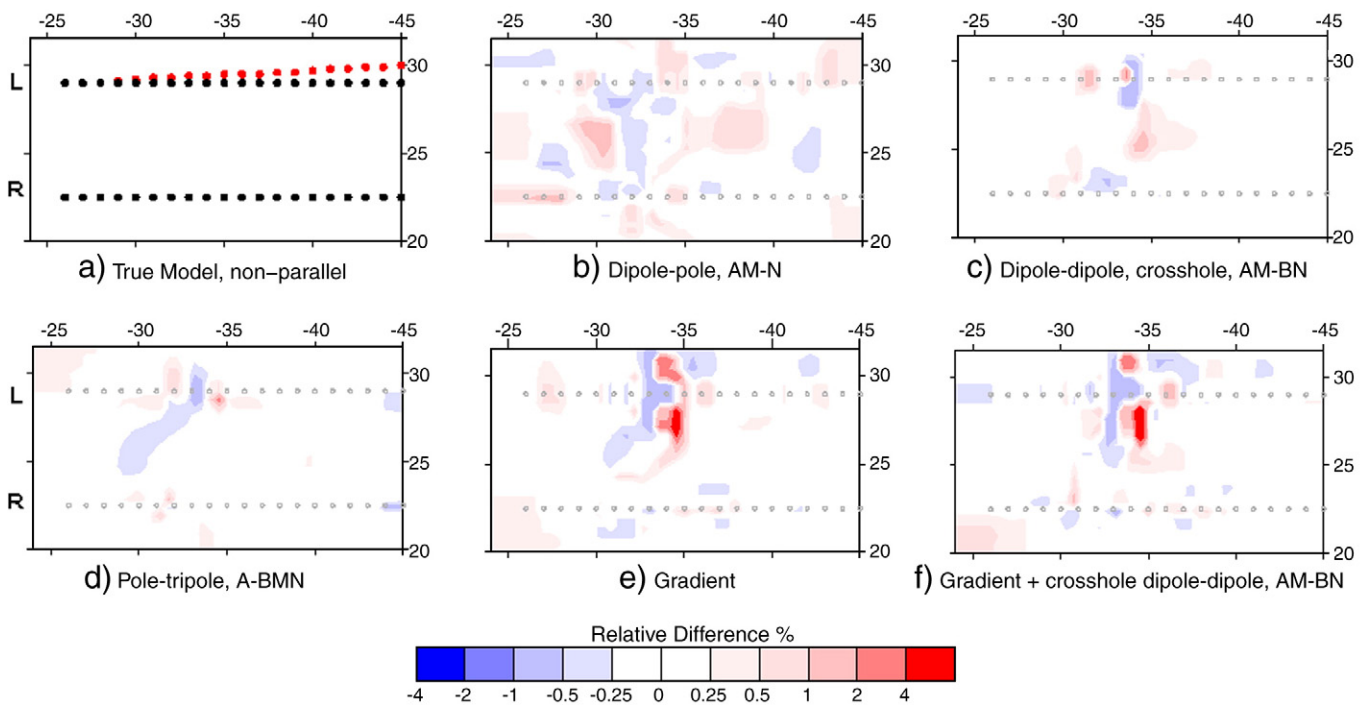 -25 -30 -35 -40 -45
-25 -30 -35 -40 -45
-25 -30 -35 -40 -45
L
R
30
25
20
30
25
20
30
25
20
a) True Model, non–parallel
b) Dipole-pole, AM-N
c) Dipole-dipole, crosshole, AM-BN
-25 -30 -35 -40 -45
-25 -30 -35 -40 -45
-25 -30 -35 -40 -45
L
R
30
25
20
30
25
20
30
25
20
d) Pole-tripole, A-BMN
e) Gradient
f) Gradient + crosshole dipole-dipole, AM-BN
Relative Difference %
-4 -2 -1 -0.5 -0.25 0 0.25 0.5 1 2 4